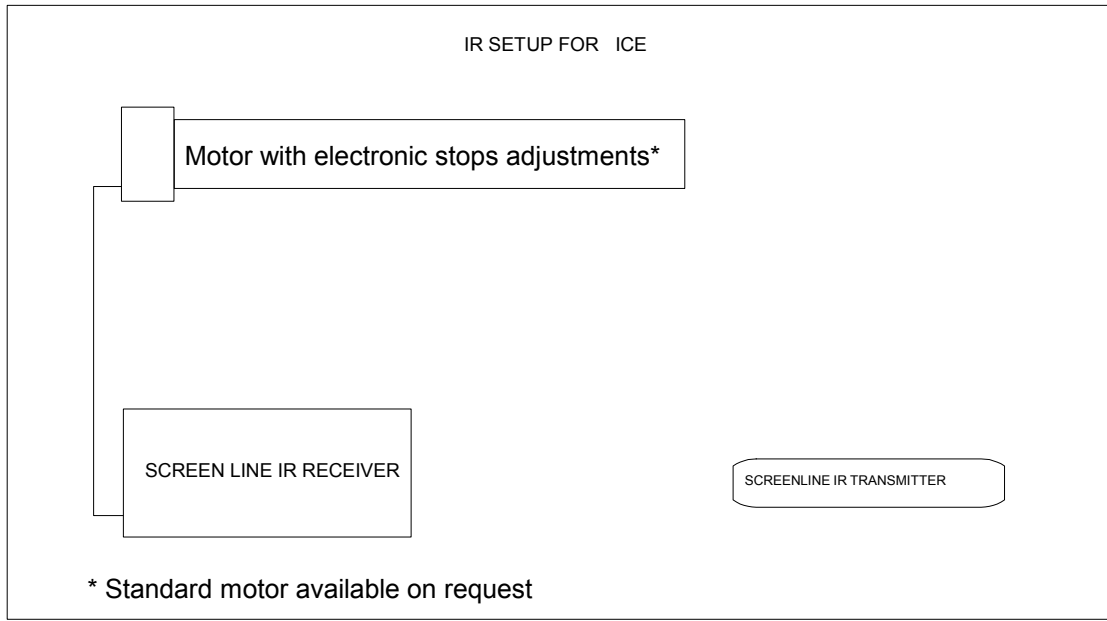 IR SETUP FOR ICE
Motor with electronic stops adjustments*
SCREEN LINE IR RECEIVER
SCREENLINE IR TRANSMITTER
* Standard motor available on request